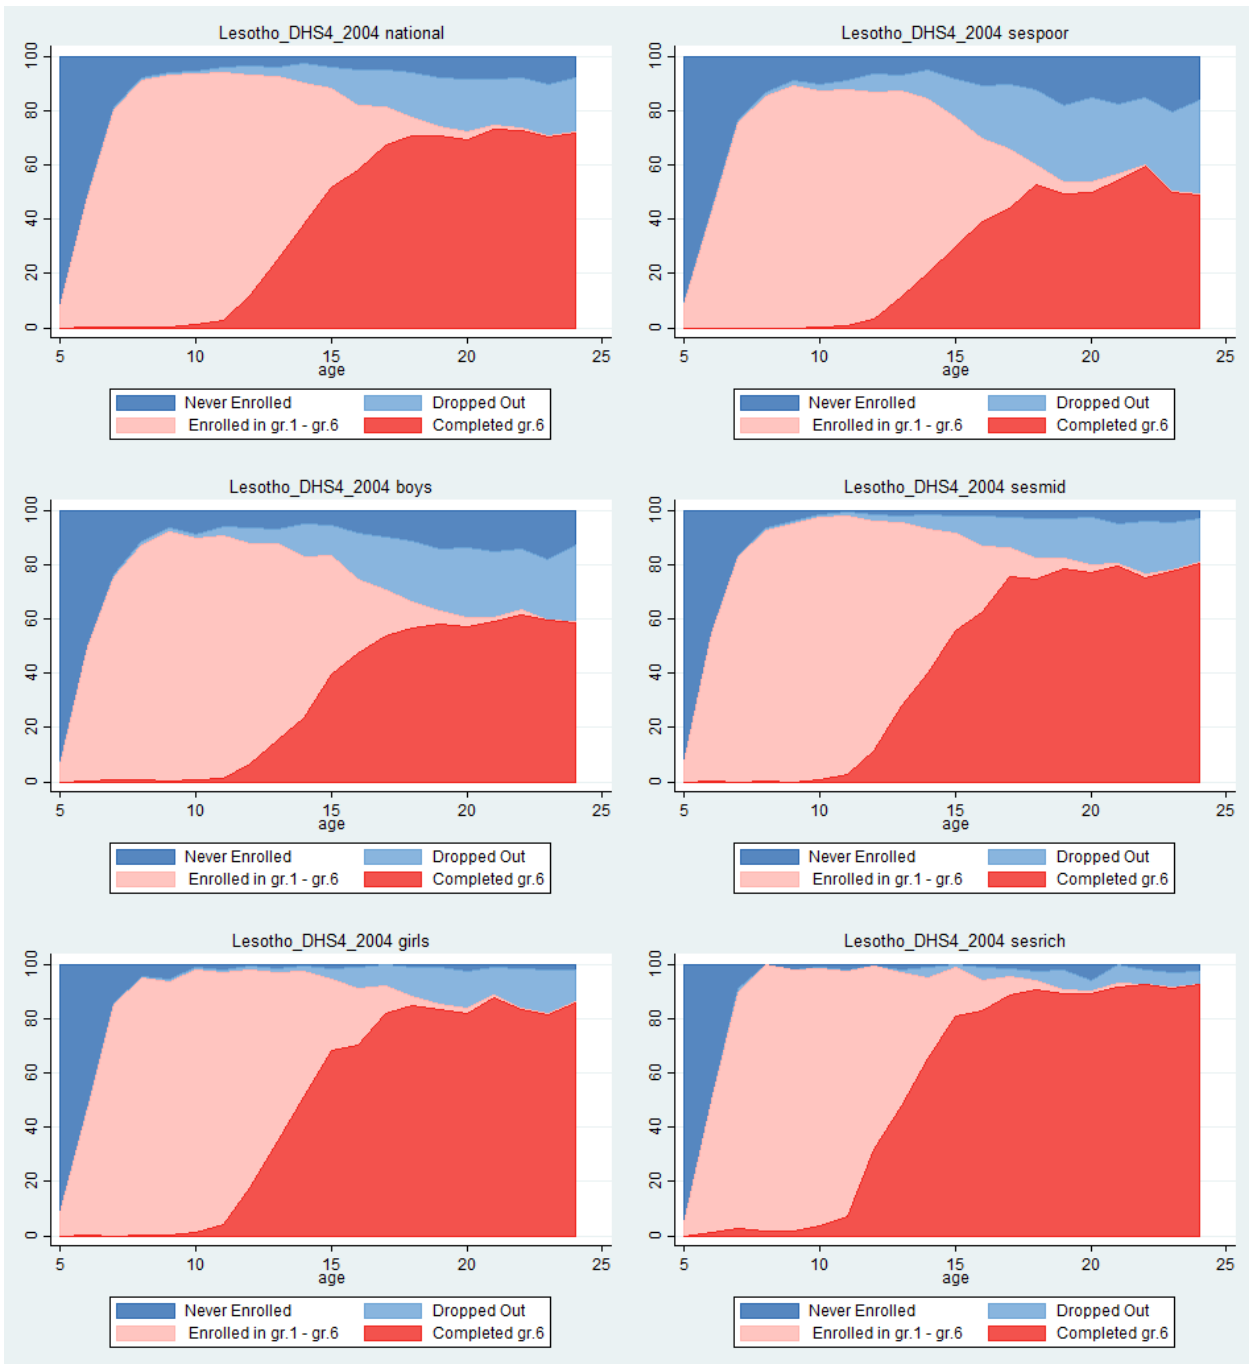 Lesotho_DHS4_2004 national
100
80
60
40
20
0
5 10 15 20 25
age
Never Enrolled Dropped Out
Enrolled in gr.1 - gr.6 Completed gr.6
Lesotho_DHS4_2004 sespoor
100
80
60
40
20
0
5 10 15 20 25
age
Never Enrolled Dropped Out
Enrolled in gr.1 - gr.6 Completed gr.6
Lesotho_DHS4_2004 boys
100
80
60
40
20
0
5 10 15 20 25
age
Never Enrolled Dropped Out
Enrolled in gr.1 - gr.6 Completed gr.6
Lesotho_DHS4_2004 sesmid
100
80
60
40
20
0
5 10 15 20 25
age
Never Enrolled Dropped Out
Enrolled in gr.1 - gr.6 Completed gr.6
Lesotho_DHS4_2004 girls
100
80
60
40
20
0
5 10 15 20 25
age
Never Enrolled Dropped Out
Enrolled in gr.1 - gr.6 Completed gr.6
Lesotho_DHS4_2004 sesrich
100
80
60
40
20
0
5 10 15 20 25
age
Never Enrolled Dropped Out
Enrolled in gr.1 - gr.6 Completed gr.6